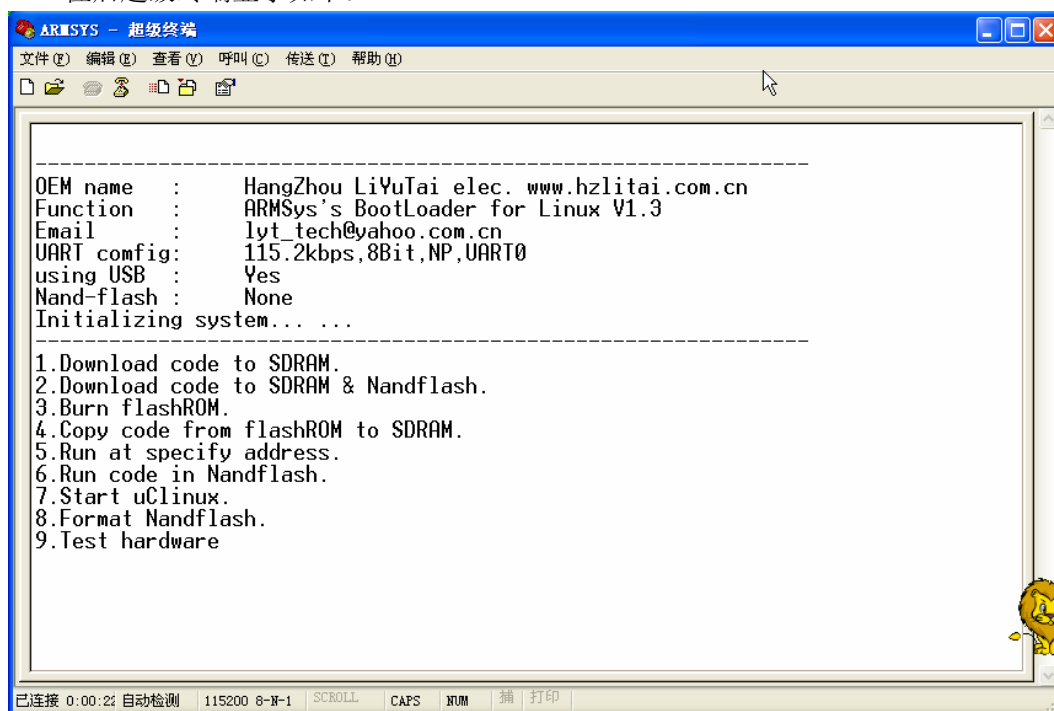 ARMSYS - 超级终端
文件(F) 编辑(E) 查看(V) 呼叫(C) 传送(T) 帮助(H)
OEM name : HangZhou LiYuTai elec. www.hzlitai.com.cn
Function : ARMSys's BootLoader for Linux V1.3
Email : lyt_tech@yahoo.com.cn
UART comfig: 115.2kbps,8Bit,NP,UART0
using USB : Yes
Nand-flash : None
Initializing system... ...
1.Download code to SDRAM.
2.Download code to SDRAM & Nandflash.
3.Burn flashROM.
4.Copy code from flashROM to SDRAM.
5.Run at specify address.
6.Run code in Nandflash.
7.Start uClinux.
8.Format Nandflash.
9.Test hardware
已连接 0:00:22 自动检测 115200 8-N-1 SCROLL CAPS NUM 捕 打印